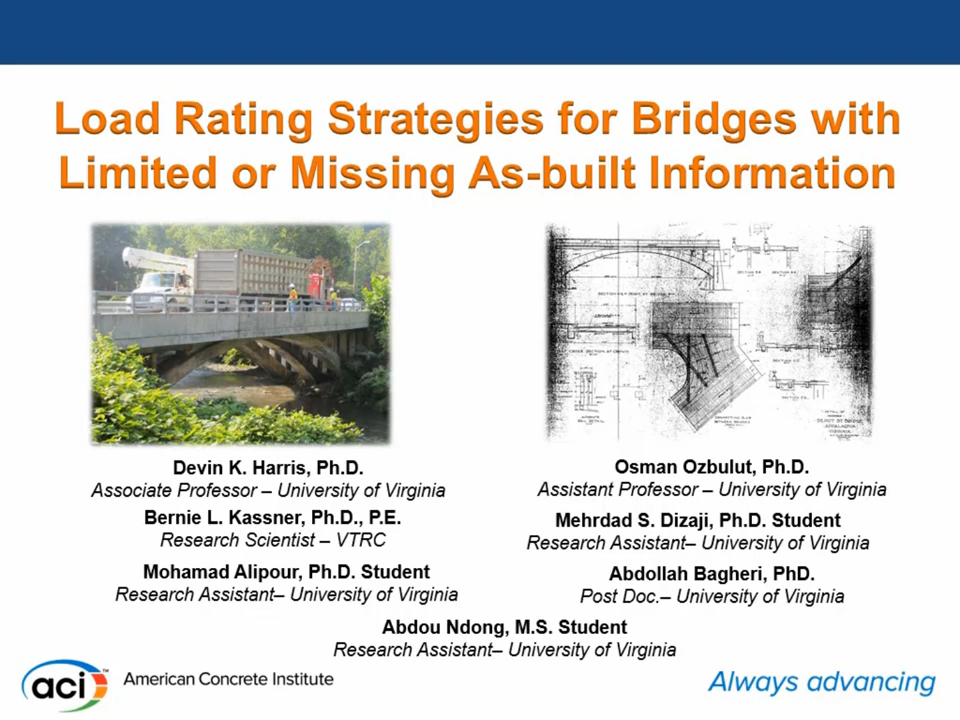 Load Rating Strategies for Bridges with
Limited or Missing As-built Information
Devin K. Harris, Ph.D.
Associate Professor – University of Virginia
Bernie L. Kassner, Ph.D., P.E.
Research Scientist – VTRC
Mohamad Alipour, Ph.D. Student
Research Assistant– University of Virginia
Osman Ozbulut, Ph.D.
Assistant Professor – University of Virginia
Mehrdad S. Dizaji, Ph.D. Student
Research Assistant– University of Virginia
Abdollah Bagheri, PhD.
Post Doc.– University of Virginia
Abdou Ndong, M.S. Student
Research Assistant– University of Virginia
aci™ American Concrete Institute
Always advancing